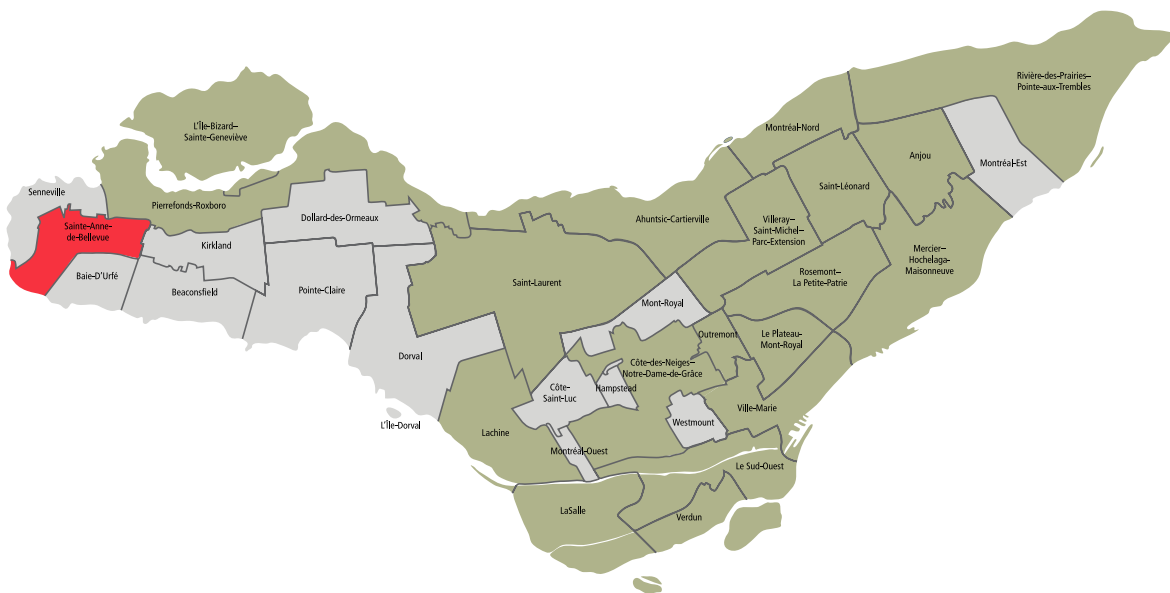 Rivière-des-Prairies–
Pointe-aux-Trembles
L'Île-Bizard–
Sainte-Geneviève
Montréal-Nord
Anjou
Montréal-Est
Saint-Léonard
Senneville
Pierrefonds-Roxboro
Sainte-Anne-
de-Bellevue
Dollard-des-Ormeaux
Kirkland
Ahuntsic-Cartierville
Villeray-
Saint-Michel-
Parc-Extension
Mercier-
Hochelaga-
Maisonneuve
Baie-D'Urfé
Beaconsfield
Pointe-Claire
Saint-Laurent
Rosemont–
La Petite-Patrie
Mont-Royal
Outremont
Le Plateau-
Mont-Royal
Dorval
Côte-des-Neiges–
Notre-Dame-de-Grâce
Côte-
Saint-Luc
Hampstead
Ville-Marie
L'Île-Dorval
Westmount
Lachine
Montréal-Ouest
Le Sud-Ouest
LaSalle
Verdun